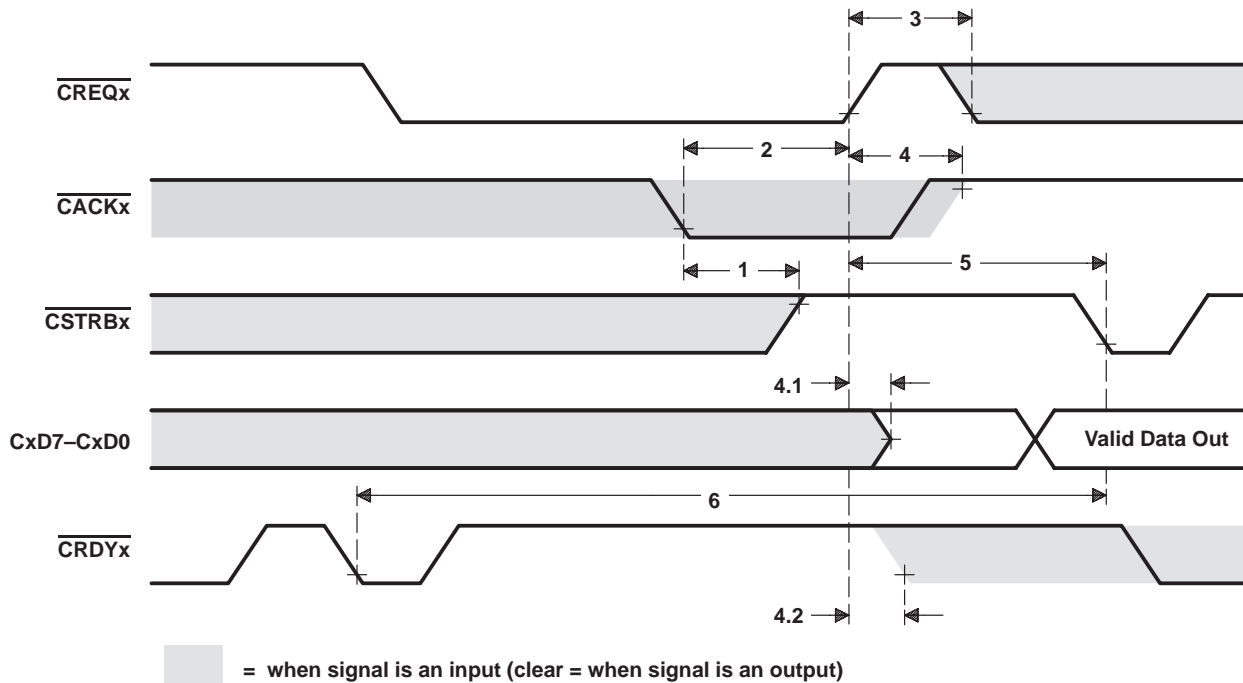 3
CREQx
2
4
CACKx
1
5
CSTRBx
4.1
CxD7–CxD0
Valid Data Out
6
CRDYx
4.2
= when signal is an input (clear = when signal is an output)